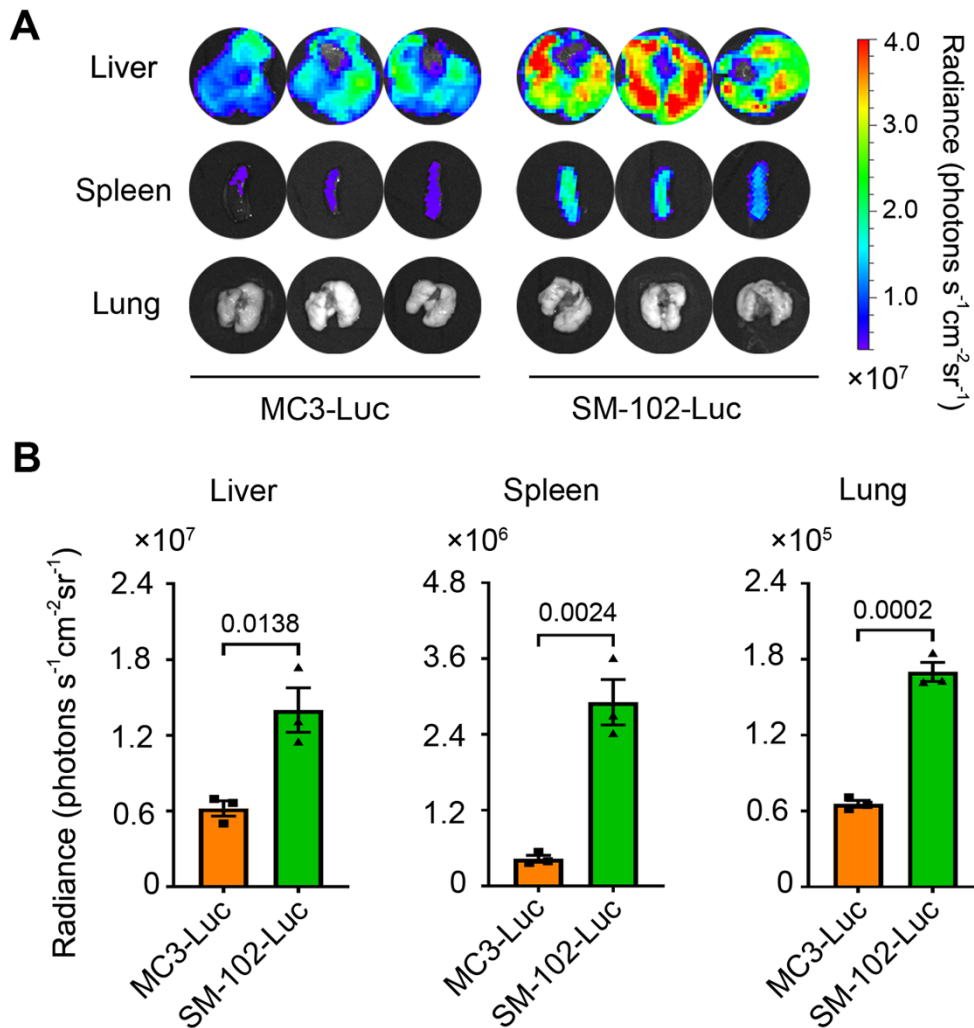 A
Liver
Spleen
Lung
MC3-Luc
SM-102-Luc
4.0
3.0
2.0
1.0
×10⁷
Radiance (photons s⁻¹cm⁻²sr⁻¹)
B
Liver
Spleen
Lung
Radiance (photons s⁻¹cm⁻²sr⁻¹)
×10⁷
2.4
1.8
1.2
0.6
0
0.0138
MC3-Luc
SM-102-Luc
×10⁶
4.8
3.6
2.4
1.2
0
0.0024
MC3-Luc
SM-102-Luc
×10⁵
2.4
1.8
1.2
0.6
0
0.0002
MC3-Luc
SM-102-Luc